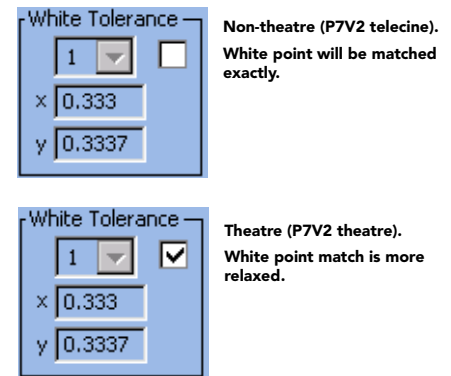 White Tolerance
1
x 0.333
y 0.3337
Non-theatre (P7V2 telecine).
White point will be matched
exactly.
White Tolerance
1
x 0.333
y 0.3337
Theatre (P7V2 theatre).
White point match is more
relaxed.